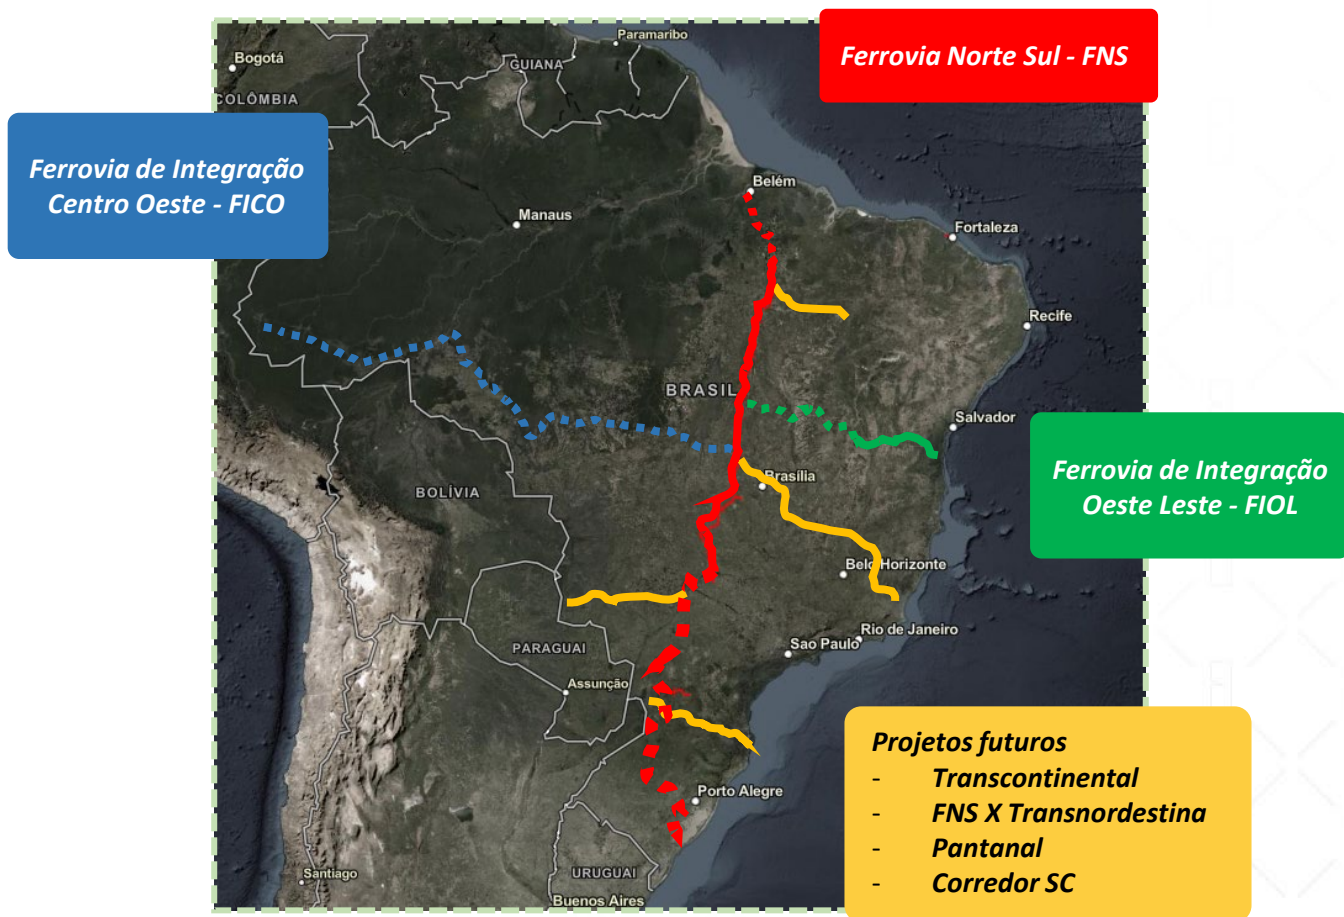 Ferrovia Norte Sul - FNS
Ferrovia de Integração
Centro Oeste - FICO
Paramaribo
Bogotá
GUIANA
COLÔMBIA
Belém
Manaus
Fortaleza
Recife
BRASIL
Salvador
Ferrovia de Integração
Oeste Leste - FIOL
Brasília
BOLÍVIA
Belo Horizonte
Rio de Janeiro
Sao Paulo
PARAGUAI
Assunção
Porto Alegre
URUGUAI
Santiago
Buenos Aires
Projetos futuros
- Transcontinental
- FNS X Transnordestina
- Pantanal
- Corredor SC